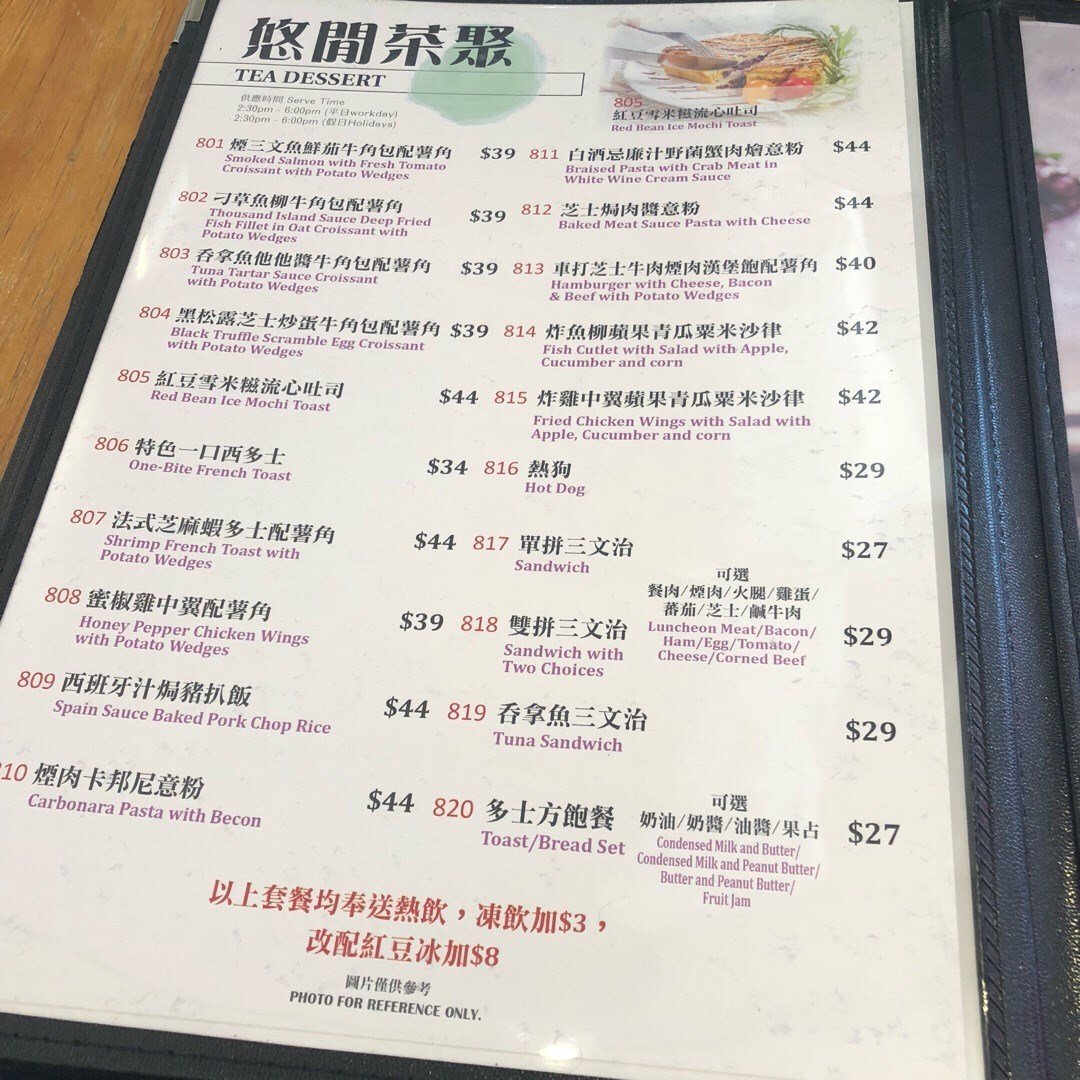 悠閒茶聚
TEA DESSERT
供應時間 Serve Time
2:30pm - 6:00pm (平日workday)
2:30pm - 6:00pm (假日Holidays)
805
紅豆雪米糍流心吐司
Red Bean Ice Mochi Toast
801 煙三文魚鮮茄牛角包配薯角 $39
Smoked Salmon with Fresh Tomato
Croissant with Potato Wedges
802 刁草魚柳牛角包配薯角 $39
Thousand Island Sauce Deep Fried
Fish Fillet in Oat Croissant with
Potato Wedges
803 吞拿魚他他醬牛角包配薯角 $39
Tuna Tartar Sauce Croissant
with Potato Wedges
804 黑松露芝士炒蛋牛角包配薯角 $39
Black Truffle Scramble Egg Croissant
with Potato Wedges
805 紅豆雪米糍流心吐司 $44
Red Bean Ice Mochi Toast
806 特色一口西多士 $34
One-Bite French Toast
807 法式芝麻蝦多士配薯角 $44
Shrimp French Toast with
Potato Wedges
808 蜜椒雞中翼配薯角 $39
Honey Pepper Chicken Wings
with Potato Wedges
809 西班牙汁焗豬扒飯 $44
Spain Sauce Baked Pork Chop Rice
810 煙肉卡邦尼意粉 $44
Carbonara Pasta with Becon
811 白酒忌廉汁野菌蟹肉燴意粉 $44
Braised Pasta with Crab Meat in
White Wine Cream Sauce
812 芝士焗肉醬意粉 $44
Baked Meat Sauce Pasta with Cheese
813 車打芝士牛肉煙肉漢堡飽配薯角 $40
Hamburger with Cheese, Bacon
& Beef with Potato Wedges
814 炸魚柳蘋果青瓜粟米沙律 $42
Fish Cutlet with Salad with Apple,
Cucumber and corn
815 炸雞中翼蘋果青瓜粟米沙律 $42
Fried Chicken Wings with Salad with
Apple, Cucumber and corn
816 熱狗 $29
Hot Dog
817 單拼三文治 $27
Sandwich
818 雙拼三文治 $29
Sandwich with
Two Choices
可選
餐肉/煙肉/火腿/雞蛋/
蕃茄/芝士/鹹牛肉
Luncheon Meat/Bacon/
Ham/Egg/Tomato/
Cheese/Corned Beef
819 吞拿魚三文治 $29
Tuna Sandwich
820 多士方飽餐 $27
Toast/Bread Set
可選
奶油/奶醬/油醬/果占
Condensed Milk and Butter/
Condensed Milk and Peanut Butter/
Butter and Peanut Butter/
Fruit Jam
以上套餐均奉送熱飲，凍飲加$3，
改配紅豆冰加$8
圖片僅供參考
PHOTO FOR REFERENCE ONLY.